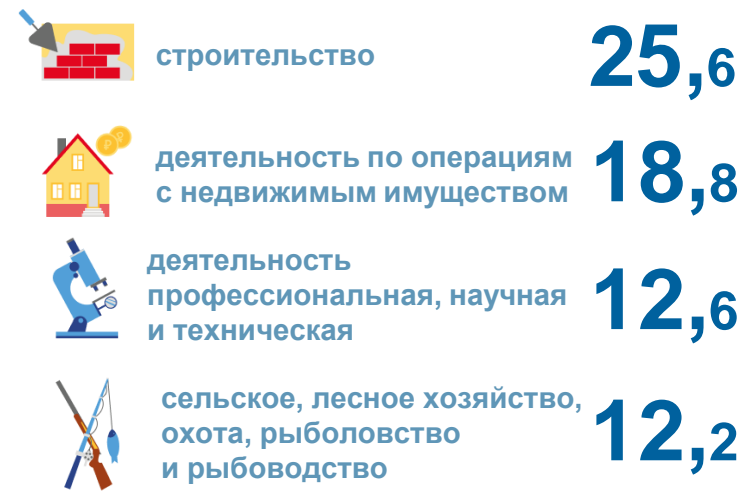 строительство 25,6
деятельность по операциям
с недвижимым имуществом 18,8
деятельность
профессиональная, научная
и техническая 12,6
сельское, лесное хозяйство,
охота, рыболовство
и рыбоводство 12,2